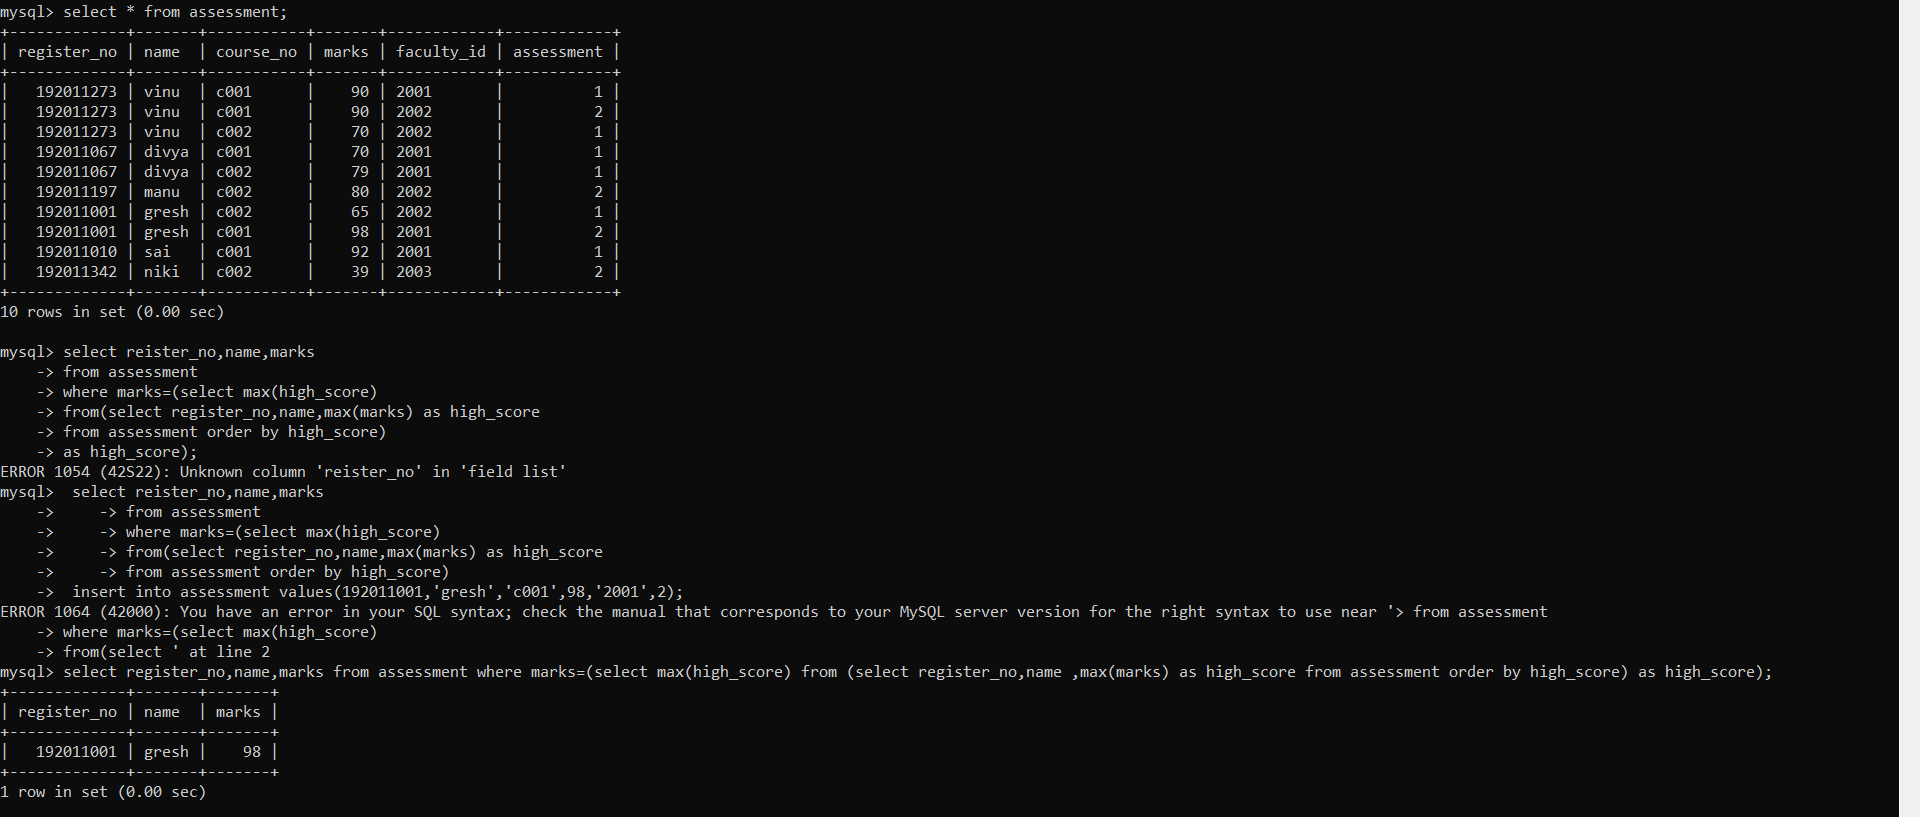 mysql> select * from assessment;
+-------------+-------+-----------+-------+------------+------------+
| register_no | name  | course_no | marks | faculty_id | assessment |
+-------------+-------+-----------+-------+------------+------------+
|   192011273 | vinu  | c001      |    90 | 2001       |          1 |
|   192011273 | vinu  | c001      |    90 | 2002       |          2 |
|   192011273 | vinu  | c002      |    70 | 2002       |          1 |
|   192011067 | divya | c001      |    70 | 2001       |          1 |
|   192011067 | divya | c002      |    79 | 2001       |          1 |
|   192011197 | manu  | c002      |    80 | 2002       |          2 |
|   192011001 | gresh | c002      |    65 | 2002       |          1 |
|   192011001 | gresh | c001      |    98 | 2001       |          2 |
|   192011010 | sai   | c001      |    92 | 2001       |          1 |
|   192011342 | niki  | c002      |    39 | 2003       |          2 |
+-------------+-------+-----------+-------+------------+------------+
10 rows in set (0.00 sec)

mysql> select reister_no,name,marks
    -> from assessment
    -> where marks=(select max(high_score)
    -> from(select register_no,name,max(marks) as high_score
    -> from assessment order by high_score)
    -> as high_score);
ERROR 1054 (42S22): Unknown column 'reister_no' in 'field list'
mysql>  select reister_no,name,marks
    ->     -> from assessment
    ->     -> where marks=(select max(high_score)
    ->     -> from(select register_no,name,max(marks) as high_score
    ->     -> from assessment order by high_score)
    ->  insert into assessment values(192011001,'gresh','c001',98,'2001',2);
ERROR 1064 (42000): You have an error in your SQL syntax; check the manual that corresponds to your MySQL server version for the right syntax to use near '> from assessment
    -> where marks=(select max(high_score)
    -> from(select ' at line 2
mysql> select register_no,name,marks from assessment where marks=(select max(high_score) from (select register_no,name ,max(marks) as high_score from assessment order by high_score) as high_score);
+-------------+-------+-------+
| register_no | name  | marks |
+-------------+-------+-------+
|   192011001 | gresh |    98 |
+-------------+-------+-------+
1 row in set (0.00 sec)